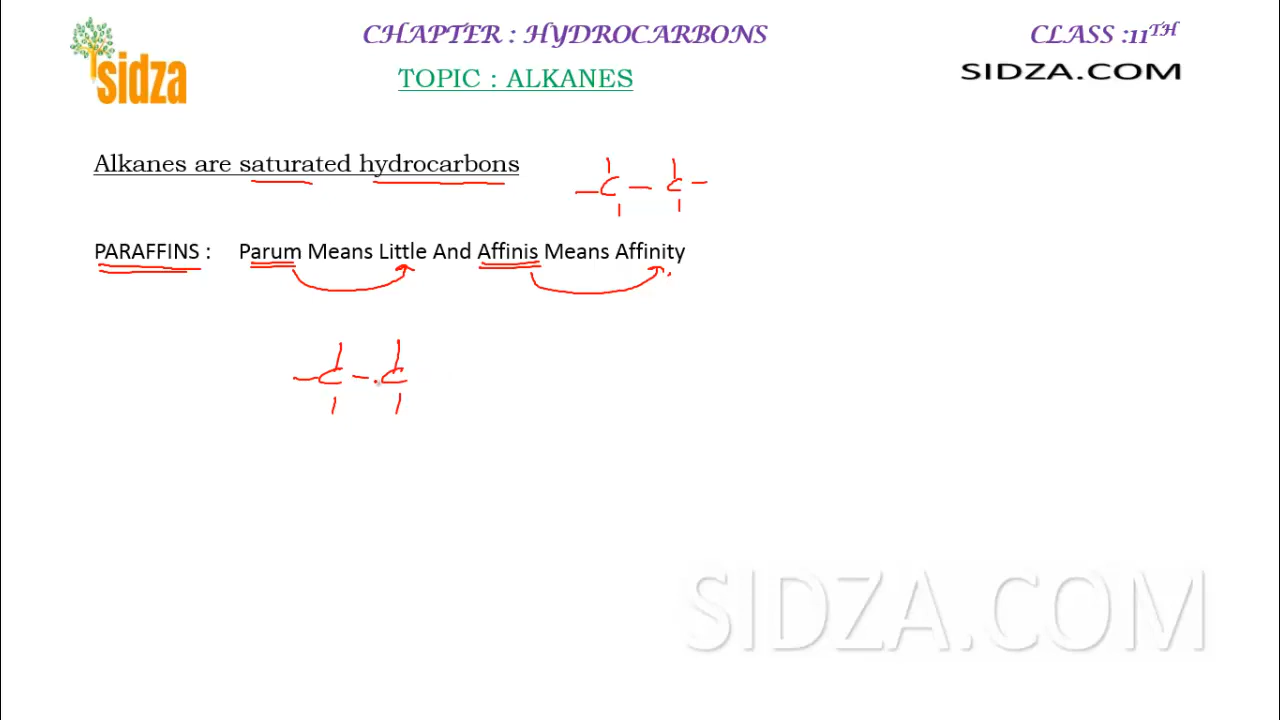 CHAPTER : HYDROCARBONS
CLASS :11TH
sidza
TOPIC : ALKANES
SIDZA.COM
Alkanes are saturated hydrocarbons
C C
PARAFFINS : Parum Means Little And Affinis Means Affinity
C C
SIDZA.COM